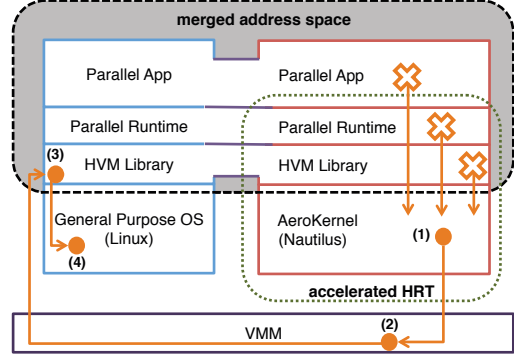 merged address space
Parallel App
Parallel App
Parallel Runtime
Parallel Runtime
(3)
HVM Library
HVM Library
General Purpose OS
(Linux)
(4)
AeroKernel
(Nautilus)
(1)
accelerated HRT
(2)
VMM